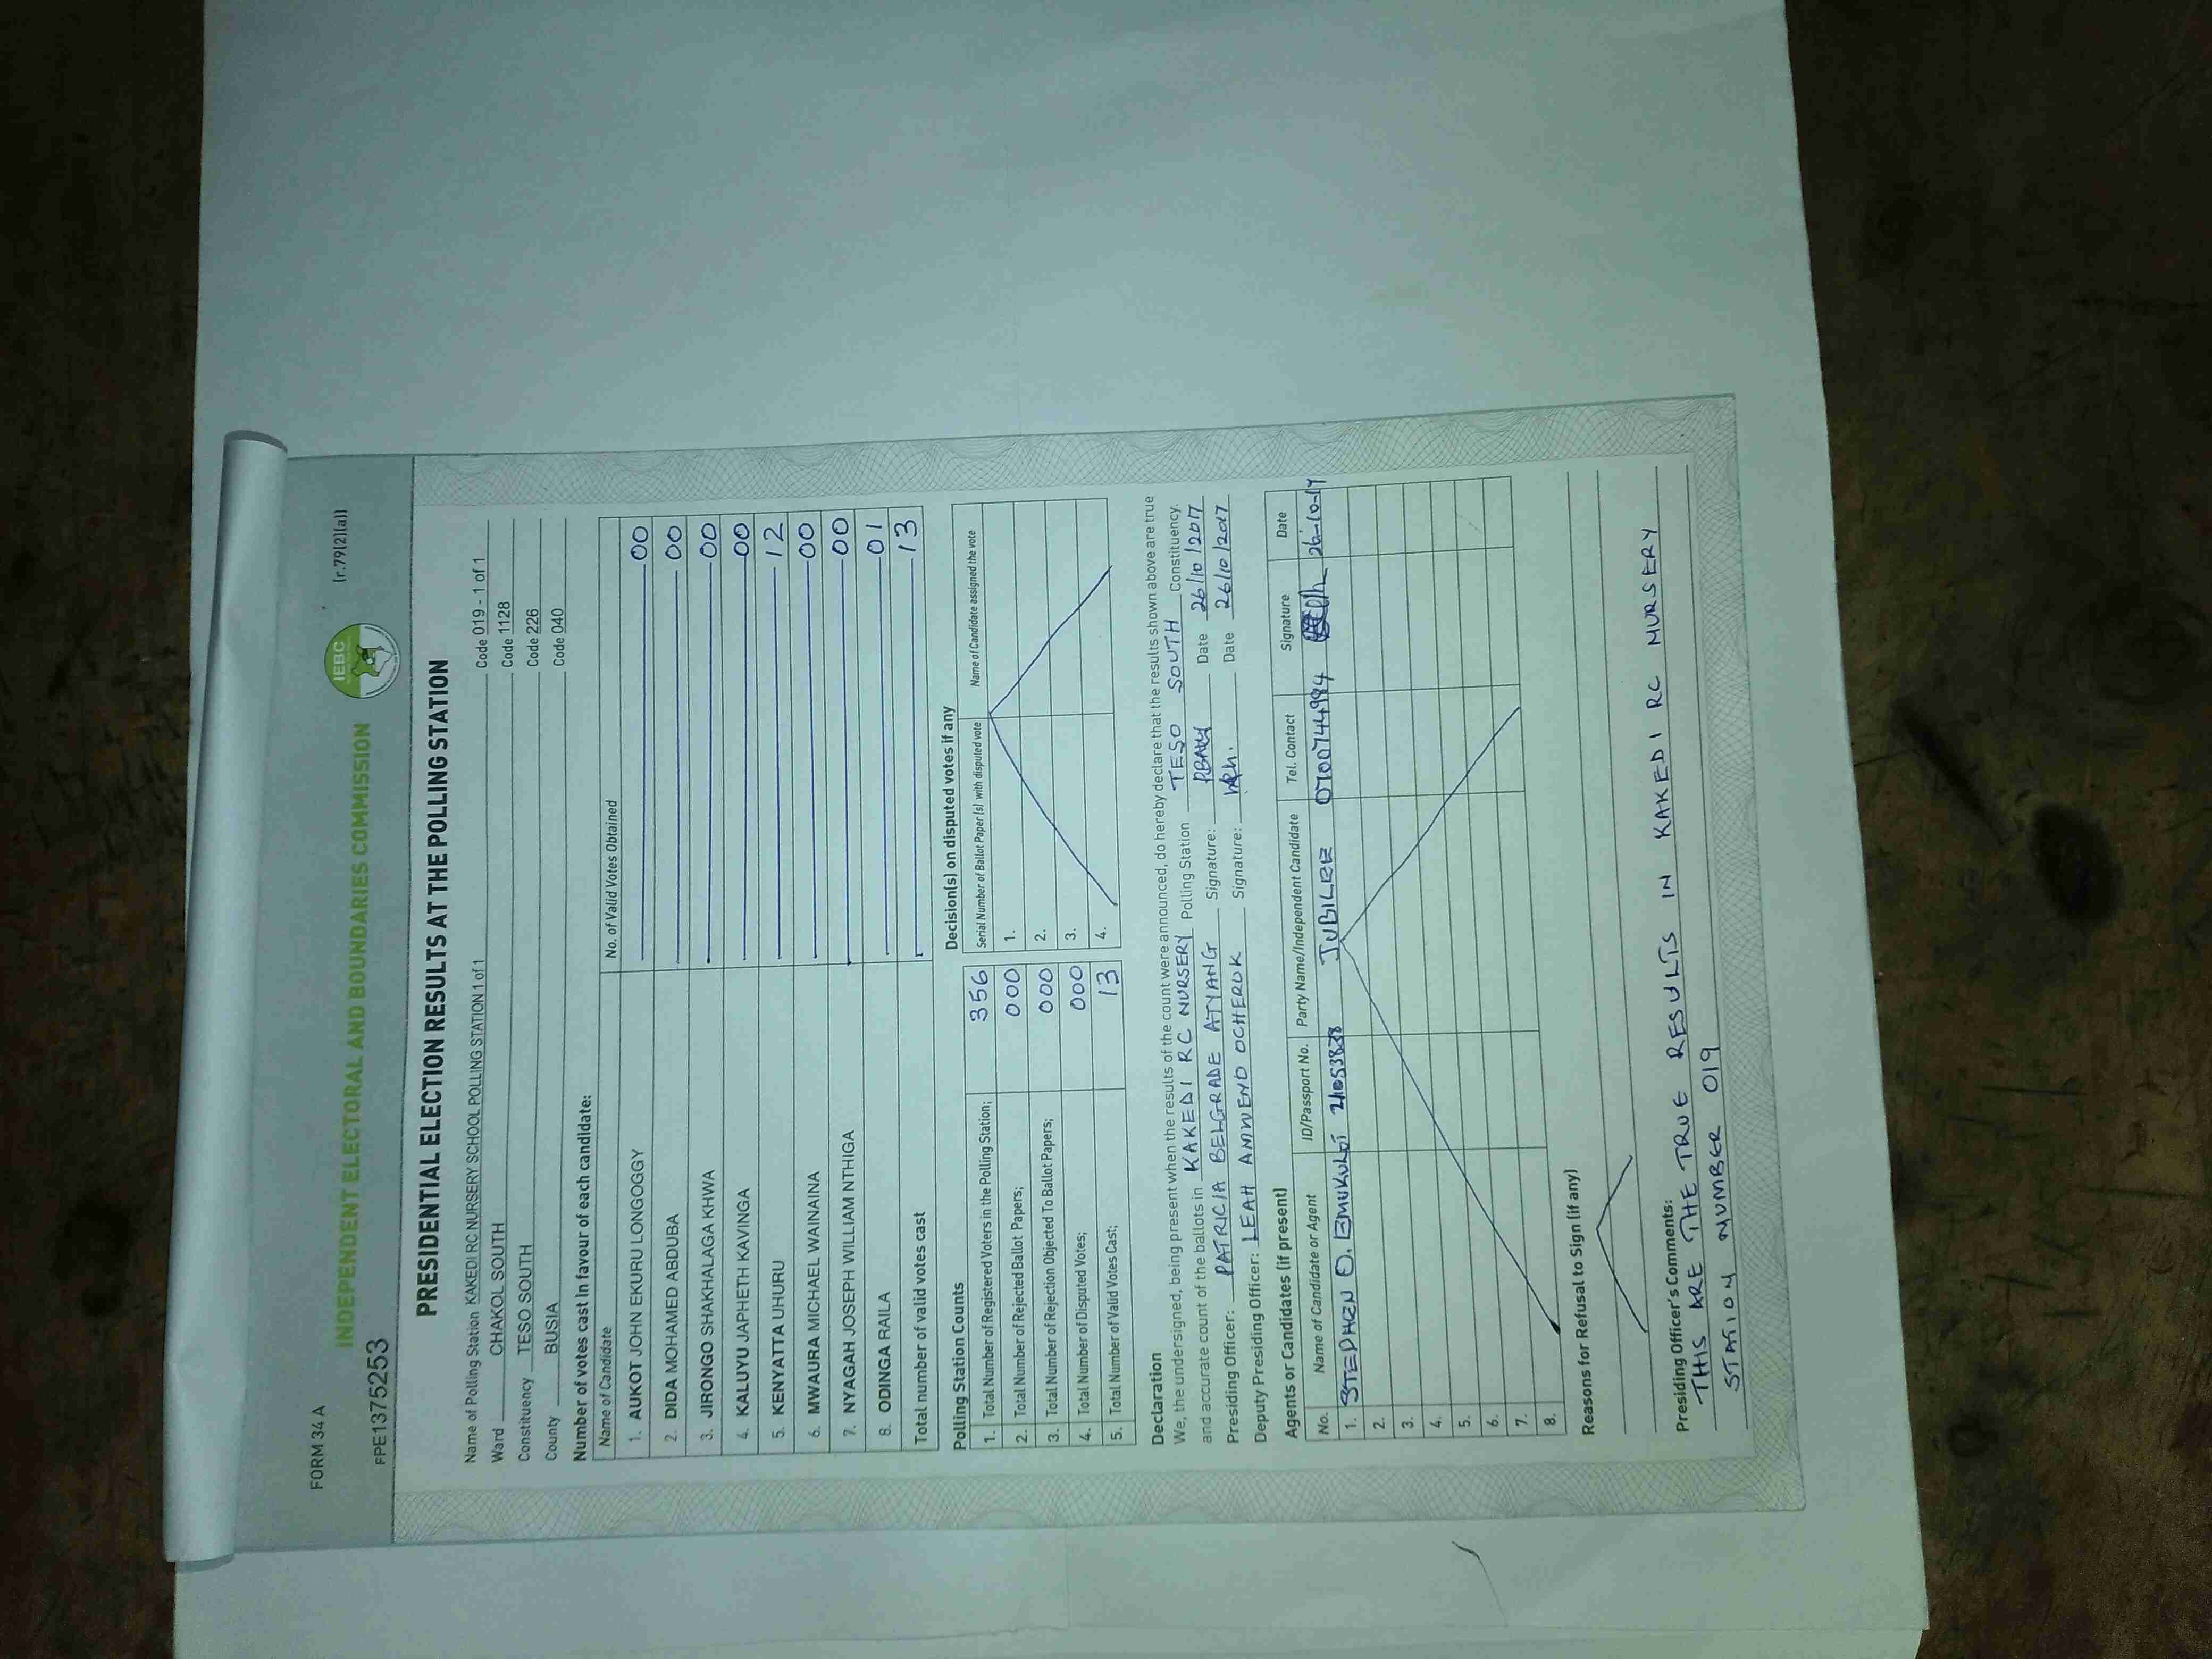 FORM 34 A
(r.79(2)(a))
INDEPENDENT ELECTORAL AND BOUNDARIES COMMISSION
IEBC
PPE1375253
PRESIDENTIAL ELECTION RESULTS AT THE POLLING STATION
Name of Polling Station KAKEDI RC NURSERY SCHOOL POLLING STATION 1 of 1 Code 019 - 1 of 1
Ward CHAKOL SOUTH Code 1128
Constituency TESO SOUTH Code 226
County BUSIA Code 040
Number of votes cast in favour of each candidate:
Name of Candidate No. of Valid Votes Obtained
1. AUKOT JOHN EKURU LONGOGGY 00
2. DIDA MOHAMED ABDUBA 00
3. JIRONGO SHAKHALAGA KHWA 00
4. KALUYU JAPHETH KAVINGA 00
5. KENYATTA UHURU 12
6. MWAURA MICHAEL WAINAINA 00
7. NYAGAH JOSEPH WILLIAM NTHIGA 00
8. ODINGA RAILA 01
Total number of valid votes cast 13
Polling Station Counts
1. Total Number of Registered Voters in the Polling Station; 356
2. Total Number of Rejected Ballot Papers; 000
3. Total Number of Rejection Objected To Ballot Papers; 000
4. Total Number of Disputed Votes; 000
5. Total Number of Valid Votes Cast; 13
Decision(s) on disputed votes if any
Serial Number of Ballot Paper (s) with disputed vote Name of Candidate assigned the vote
1.
2.
3.
4.
Declaration
We, the undersigned, being present when the results of the count were announced, do hereby declare that the results shown above are true
and accurate count of the ballots in KAKEDI RC NURSERY Polling Station TESO SOUTH Constituency.
Presiding Officer: PATRICIA BELGRADE ATYANG Signature: Date 26/10/2017
Deputy Presiding Officer: LEAH AMWENO OCHERUK Signature: Date 26/10/2017
Agents or Candidates (if present)
No. Name of Candidate or Agent ID/Passport No. Party Name/Independent Candidate Tel. Contact Signature Date
1. STEPHEN O. EMUKULOI JUBILEE 0700744984 26-10-17
2.
3.
4.
5.
6.
7.
8.
Reasons for Refusal to Sign (if any)
Presiding Officer's Comments:
THIS ARE THE TRUE RESULTS IN KAKEDI RC NURSERY
STATION NUMBER 019